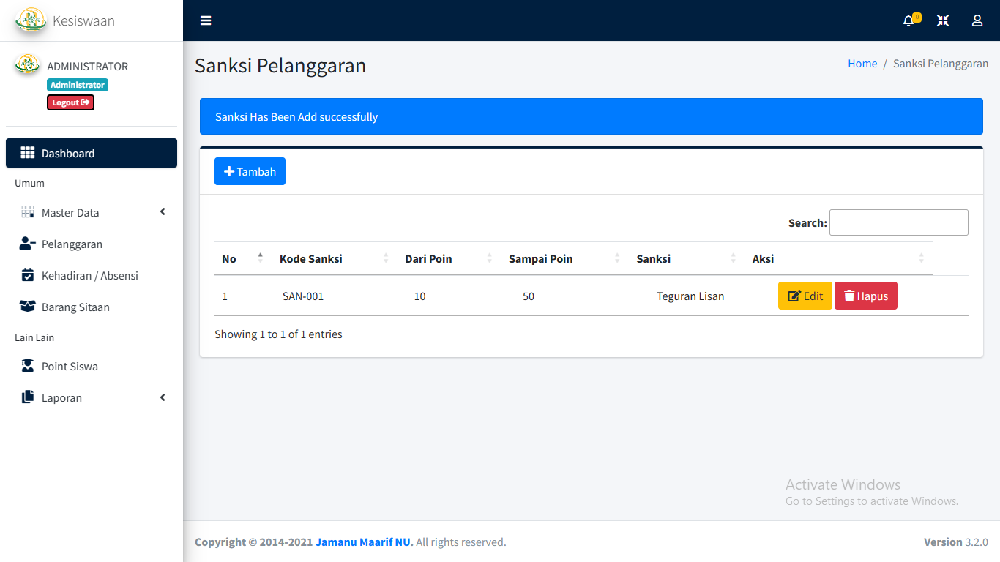 Kesiswaan
0
ADMINISTRATOR
Administrator
Logout
Dashboard
Umum
Master Data
Pelanggaran
Kehadiran / Absensi
Barang Sitaan
Lain Lain
Point Siswa
Laporan
Sanksi Pelanggaran
Home / Sanksi Pelanggaran
Sanksi Has Been Add successfully
Tambah
Search:
No Kode Sanksi Dari Poin Sampai Poin Sanksi Aksi
1 SAN-001 10 50 Teguran Lisan Edit Hapus
Showing 1 to 1 of 1 entries
Activate Windows
Go to Settings to activate Windows.
Copyright © 2014-2021 Jamanu Maarif NU. All rights reserved.
Version 3.2.0